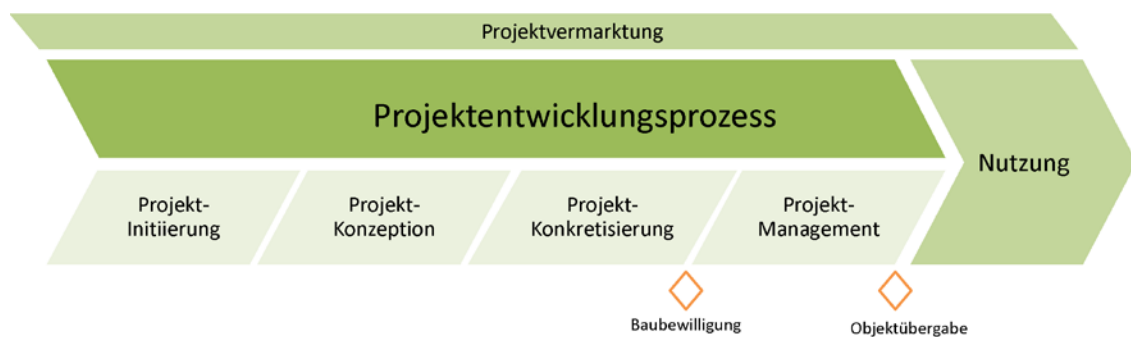 Projektvermarktung
Projektentwicklungsprozess
Nutzung
Projekt-
Initiierung
Projekt-
Konzeption
Projekt-
Konkretisierung
Projekt-
Management
Baubewilligung
Objektübergabe